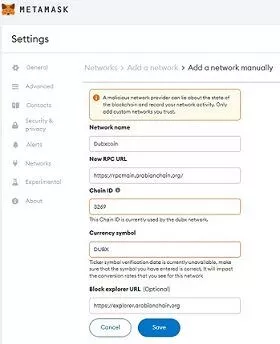 METAMASK
Settings
General
Advanced
Contacts
Security &
privacy
Alerts
Networks
Experimental
About
Networks > Add a network > Add a network manually
A malicious network provider can lie about the state of
the blockchain and record your network activity. Only
add custom networks you trust.
Network name
Dubxcoin
New RPC URL
https://rpcmain.arabianchain.org/
Chain ID
3269
This Chain ID is currently used by the dubx network.
Currency symbol
DUBX
Ticker symbol verification data is currently unavailable, make
sure that the symbol you have entered is correct. It will impact
the conversion rates that you see for this network
Block explorer URL (Optional)
https://explorer.arabianchain.org
Cancel
Save